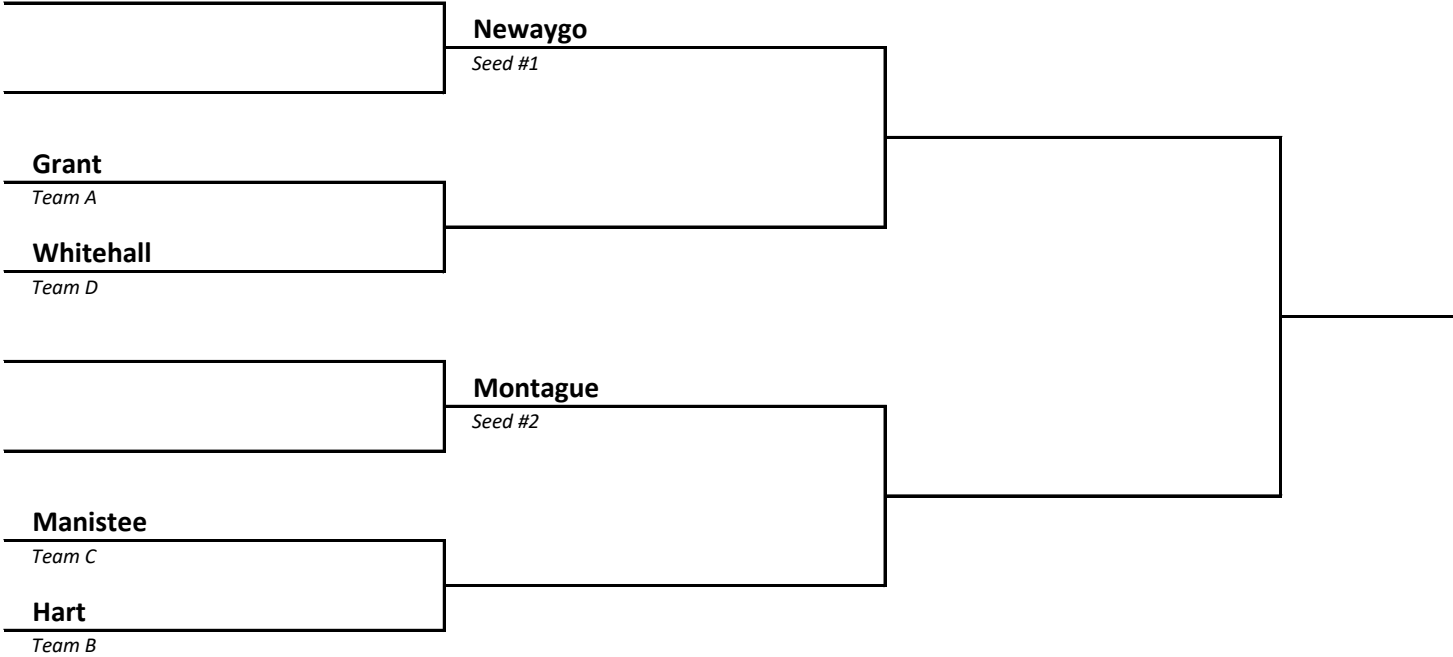 Newaygo
Seed #1
Grant
Team A
Whitehall
Team D
Montague
Seed #2
Manistee
Team C
Hart
Team B